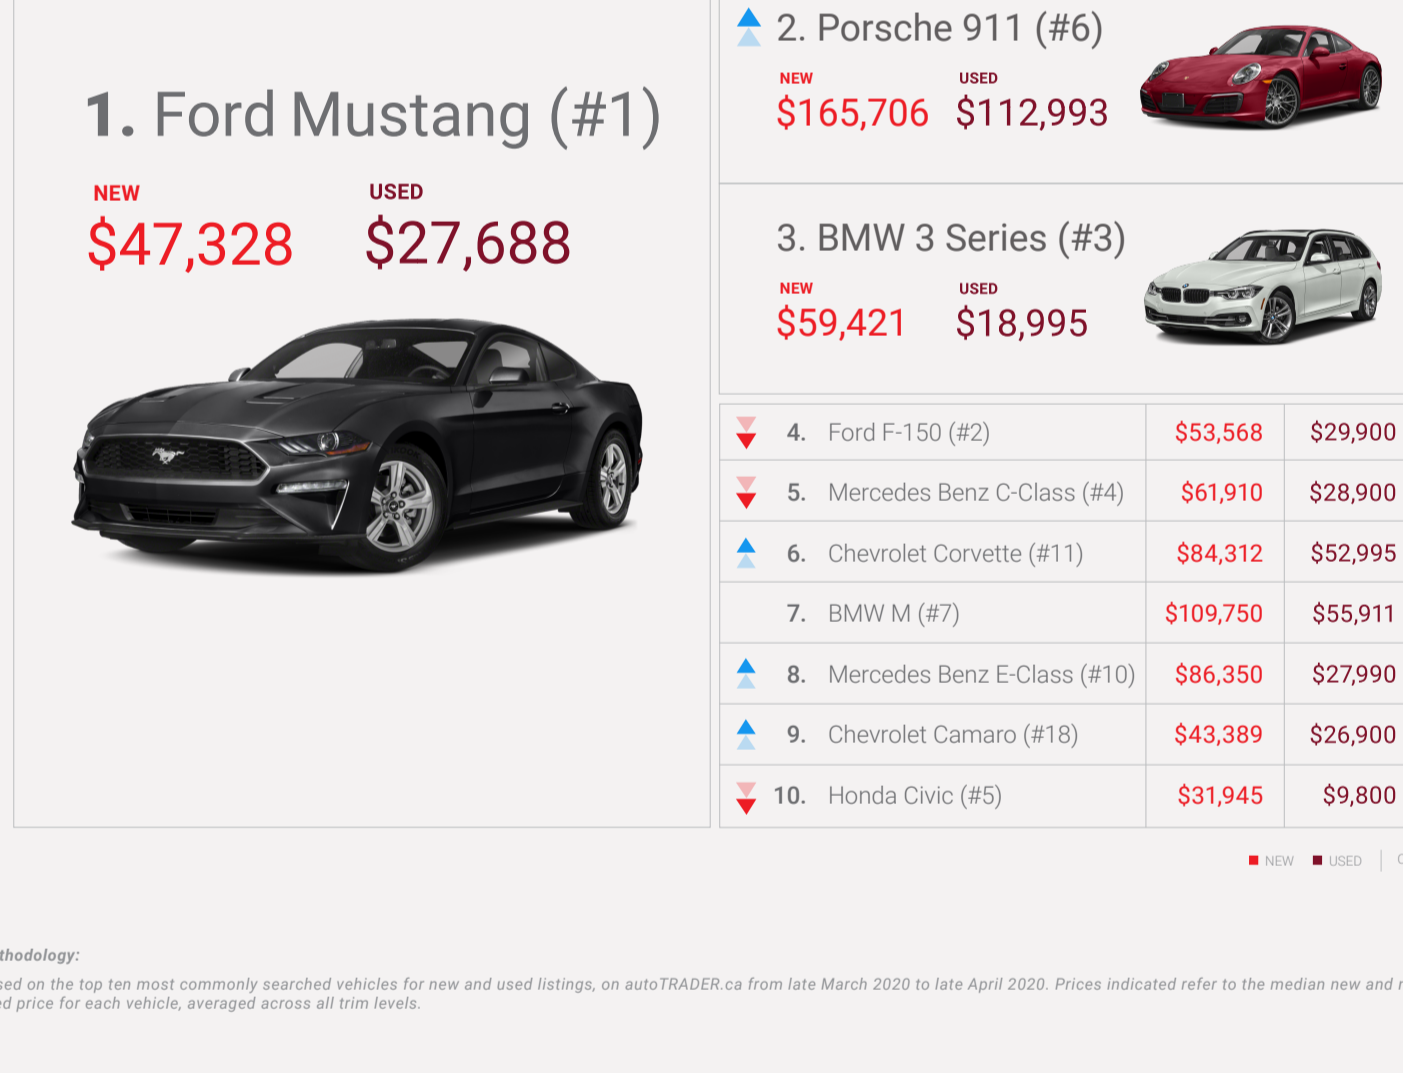 1. Ford Mustang (#1)
NEW USED
$47,328 $27,688
2. Porsche 911 (#6)
NEW USED
$165,706 $112,993
3. BMW 3 Series (#3)
NEW USED
$59,421 $18,995
4. Ford F-150 (#2) $53,568 $29,900
5. Mercedes Benz C-Class (#4) $61,910 $28,900
6. Chevrolet Corvette (#11) $84,312 $52,995
7. BMW M (#7) $109,750 $55,911
8. Mercedes Benz E-Class (#10) $86,350 $27,990
9. Chevrolet Camaro (#18) $43,389 $26,900
10. Honda Civic (#5) $31,945 $9,800
NEW USED
thodology:
sed on the top ten most commonly searched vehicles for new and used listings, on autoTRADER.ca from late March 2020 to late April 2020. Prices indicated refer to the median new and
ed price for each vehicle, averaged across all trim levels.